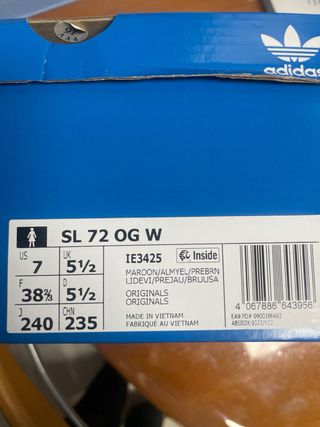 adidas
SL 72 OG W
US UK
7 5½
F D
38⅔ 5½
J CHN
240 235
IE3425 Inside
MAROON/ALMYEL/PREBRN
LIDEVI/PREJAU/BRUUSA
ORIGINALS
ORIGINALS
MADE IN VIETNAM
FABRIQUÉ AU VIETNAM
4 067886 643956